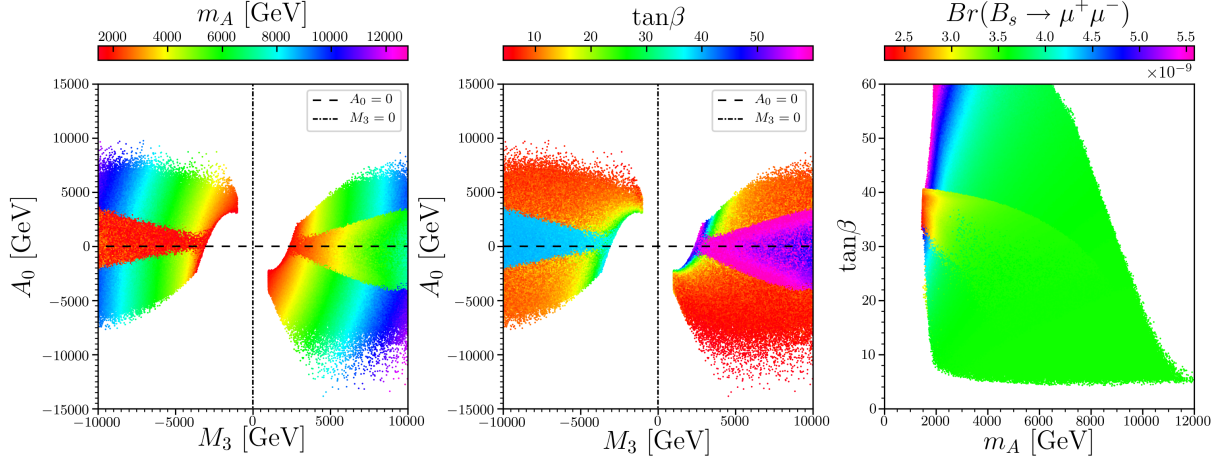 m_A [GeV]
2000 4000 6000 8000 10000 12000
15000
10000
5000
0
−5000
−10000
−15000
A_0 [GeV]
A_0 = 0
M_3 = 0
−10000 −5000 0 5000 10000
M_3 [GeV]
tanβ
10 20 30 40 50
15000
10000
5000
0
−5000
−10000
−15000
A_0 [GeV]
A_0 = 0
M_3 = 0
−10000 −5000 0 5000 10000
M_3 [GeV]
Br(B_s → μ⁺μ⁻)
2.5 3.0 3.5 4.0 4.5 5.0 5.5
×10⁻⁹
60
50
40
30
20
10
0
tanβ
0 2000 4000 6000 8000 10000 12000
m_A [GeV]